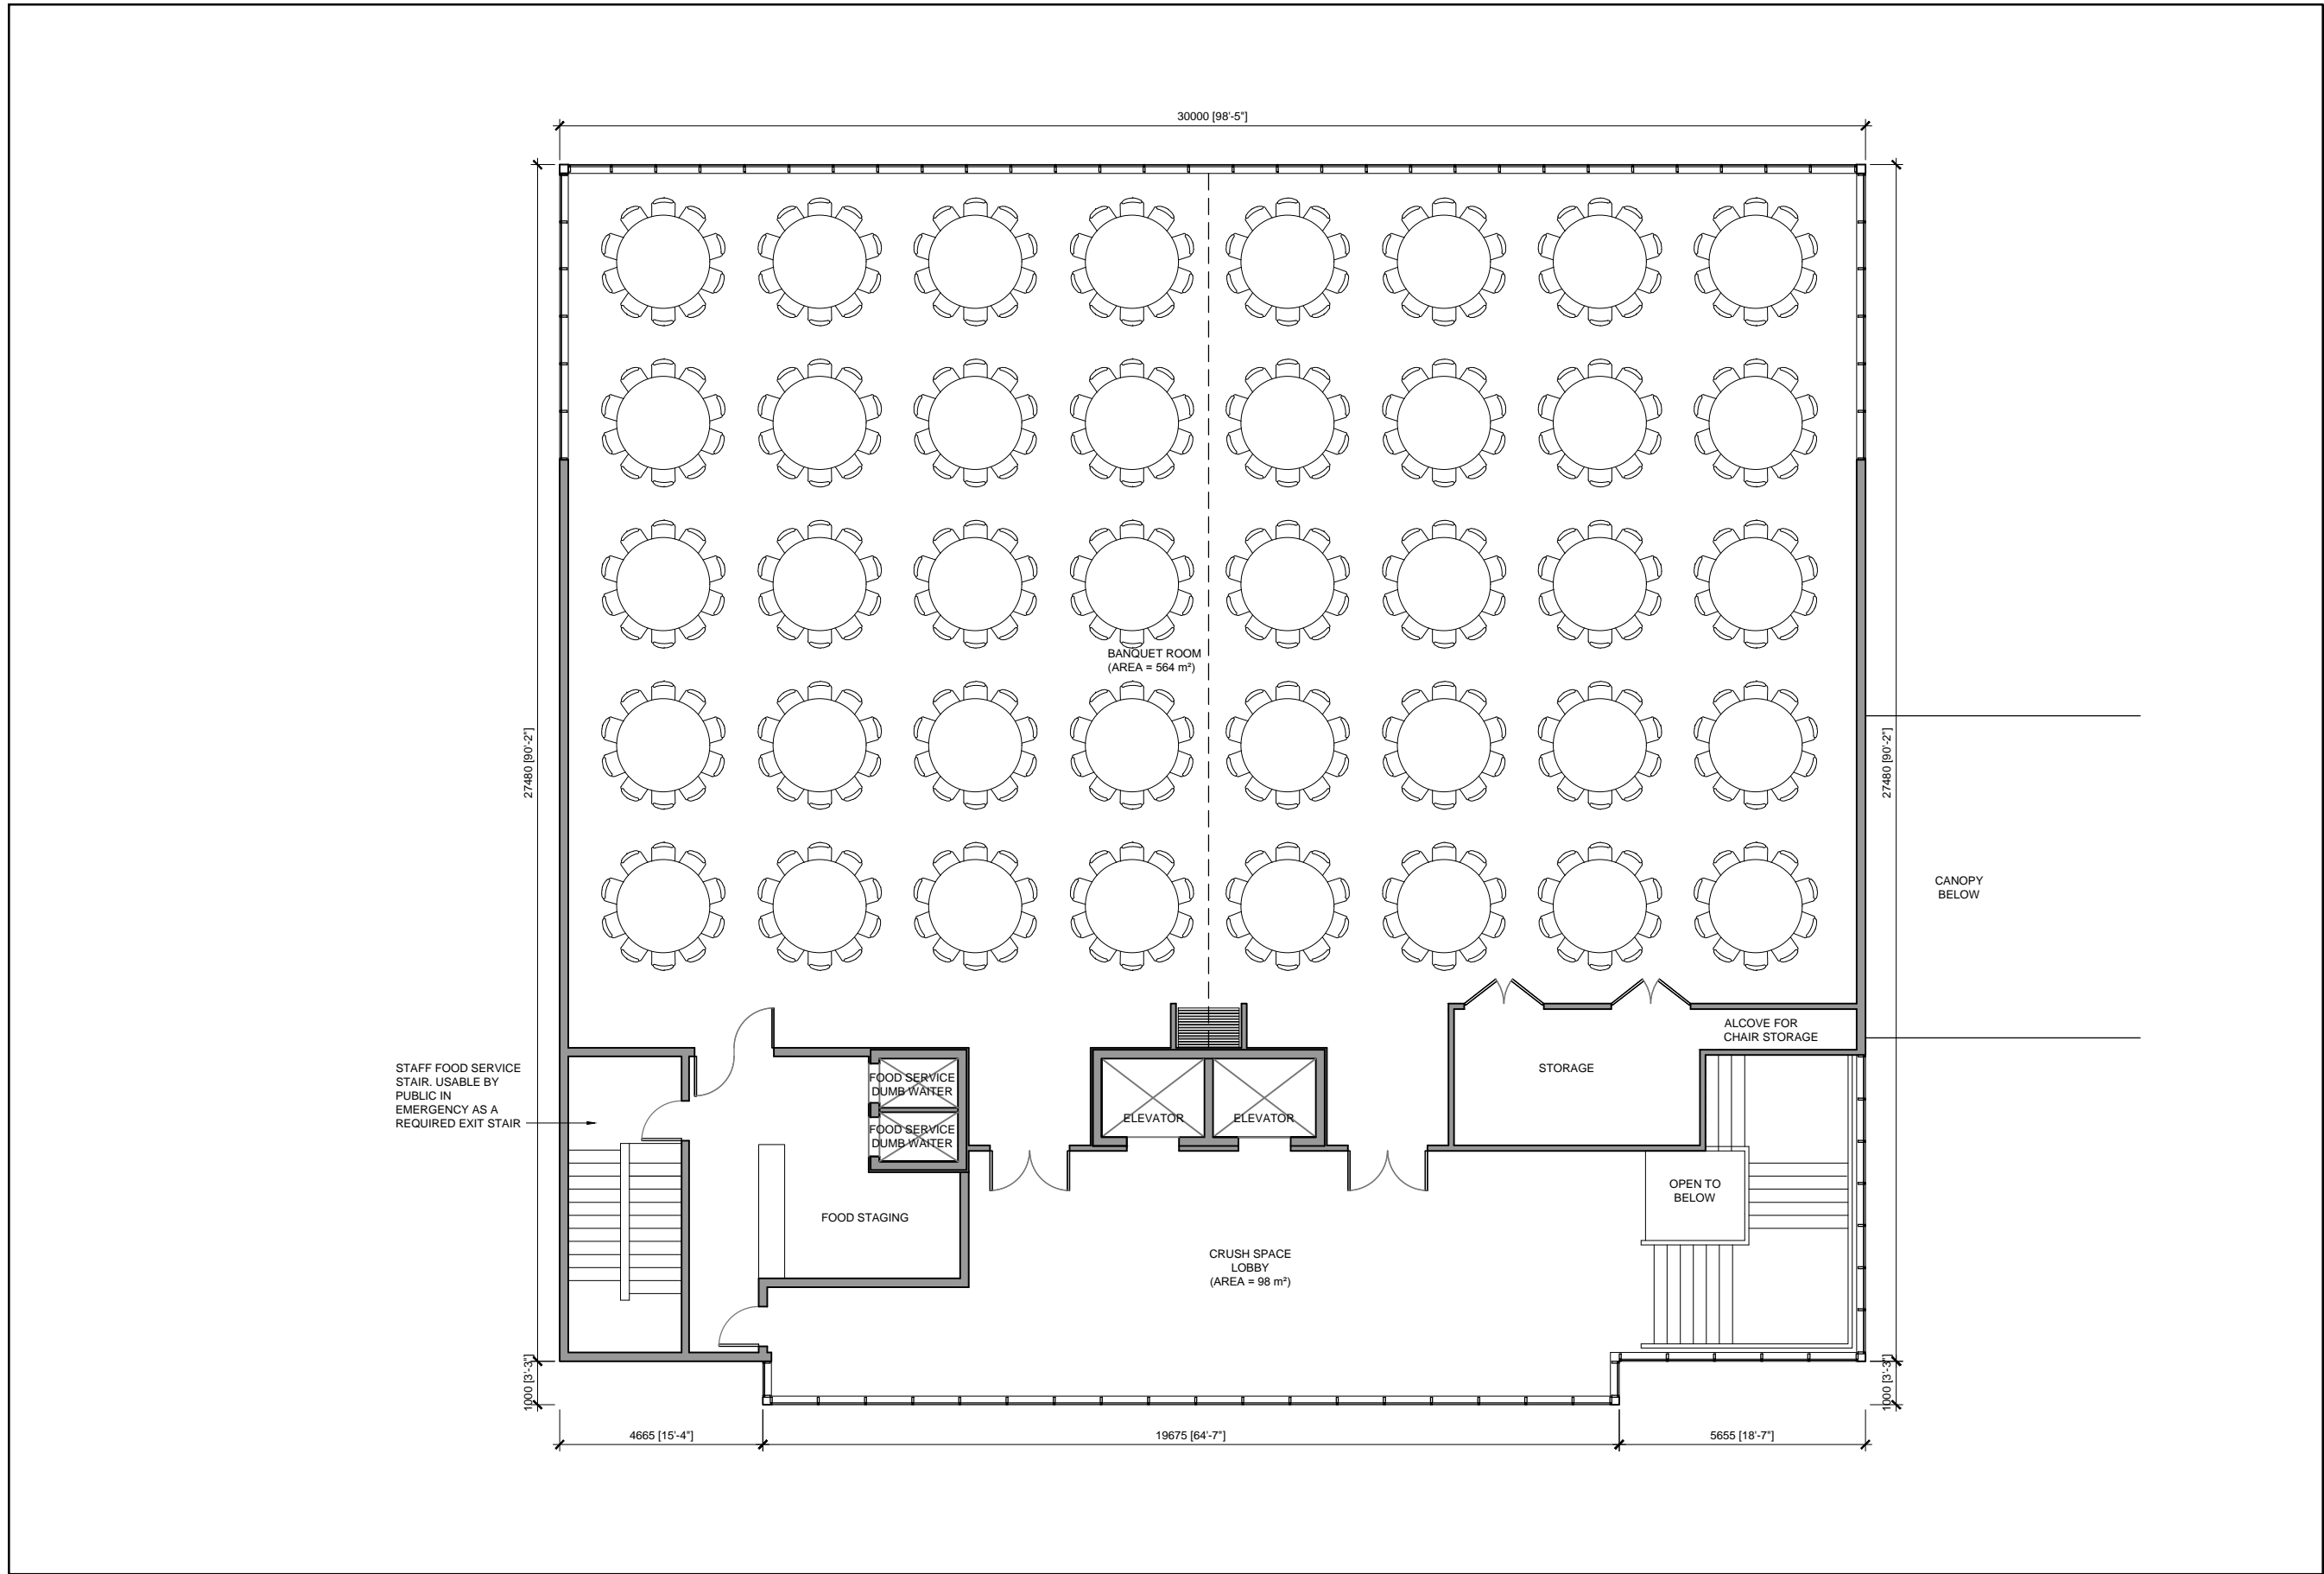 30000 [98'-5"]
BANQUET ROOM
(AREA = 564 m²)
27480 [90'-2"]
27480 [90'-2"]
CANOPY
BELOW
ALCOVE FOR
CHAIR STORAGE
STAFF FOOD SERVICE
STAIR. USABLE BY
PUBLIC IN
EMERGENCY AS A
REQUIRED EXIT STAIR
FOOD SERVICE
DUMB WAITER
FOOD SERVICE
DUMB WAITER
ELEVATOR
ELEVATOR
STORAGE
OPEN TO
BELOW
FOOD STAGING
CRUSH SPACE
LOBBY
(AREA = 98 m²)
1000 [3'-3"]
1000 [3'-3"]
4665 [15'-4"]
19675 [64'-7"]
5655 [18'-7"]